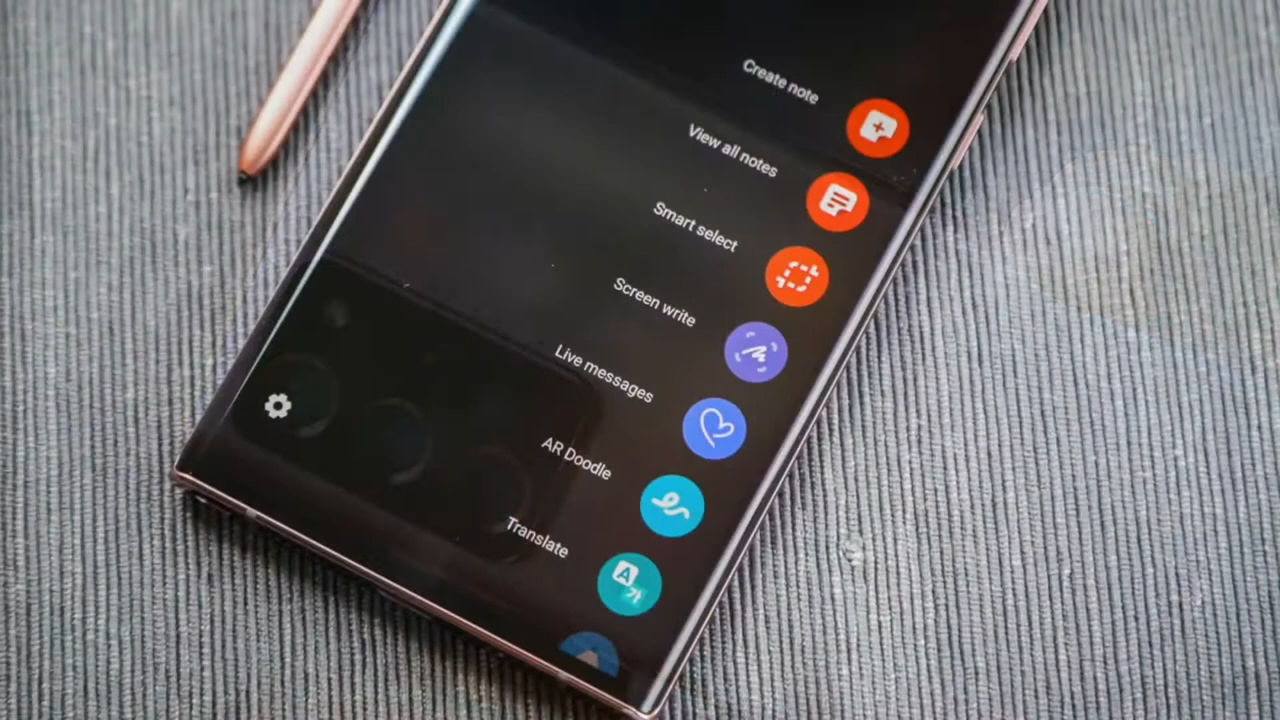 Create note
View all notes
Smart select
Screen write
Live messages
AR Doodle
Translate